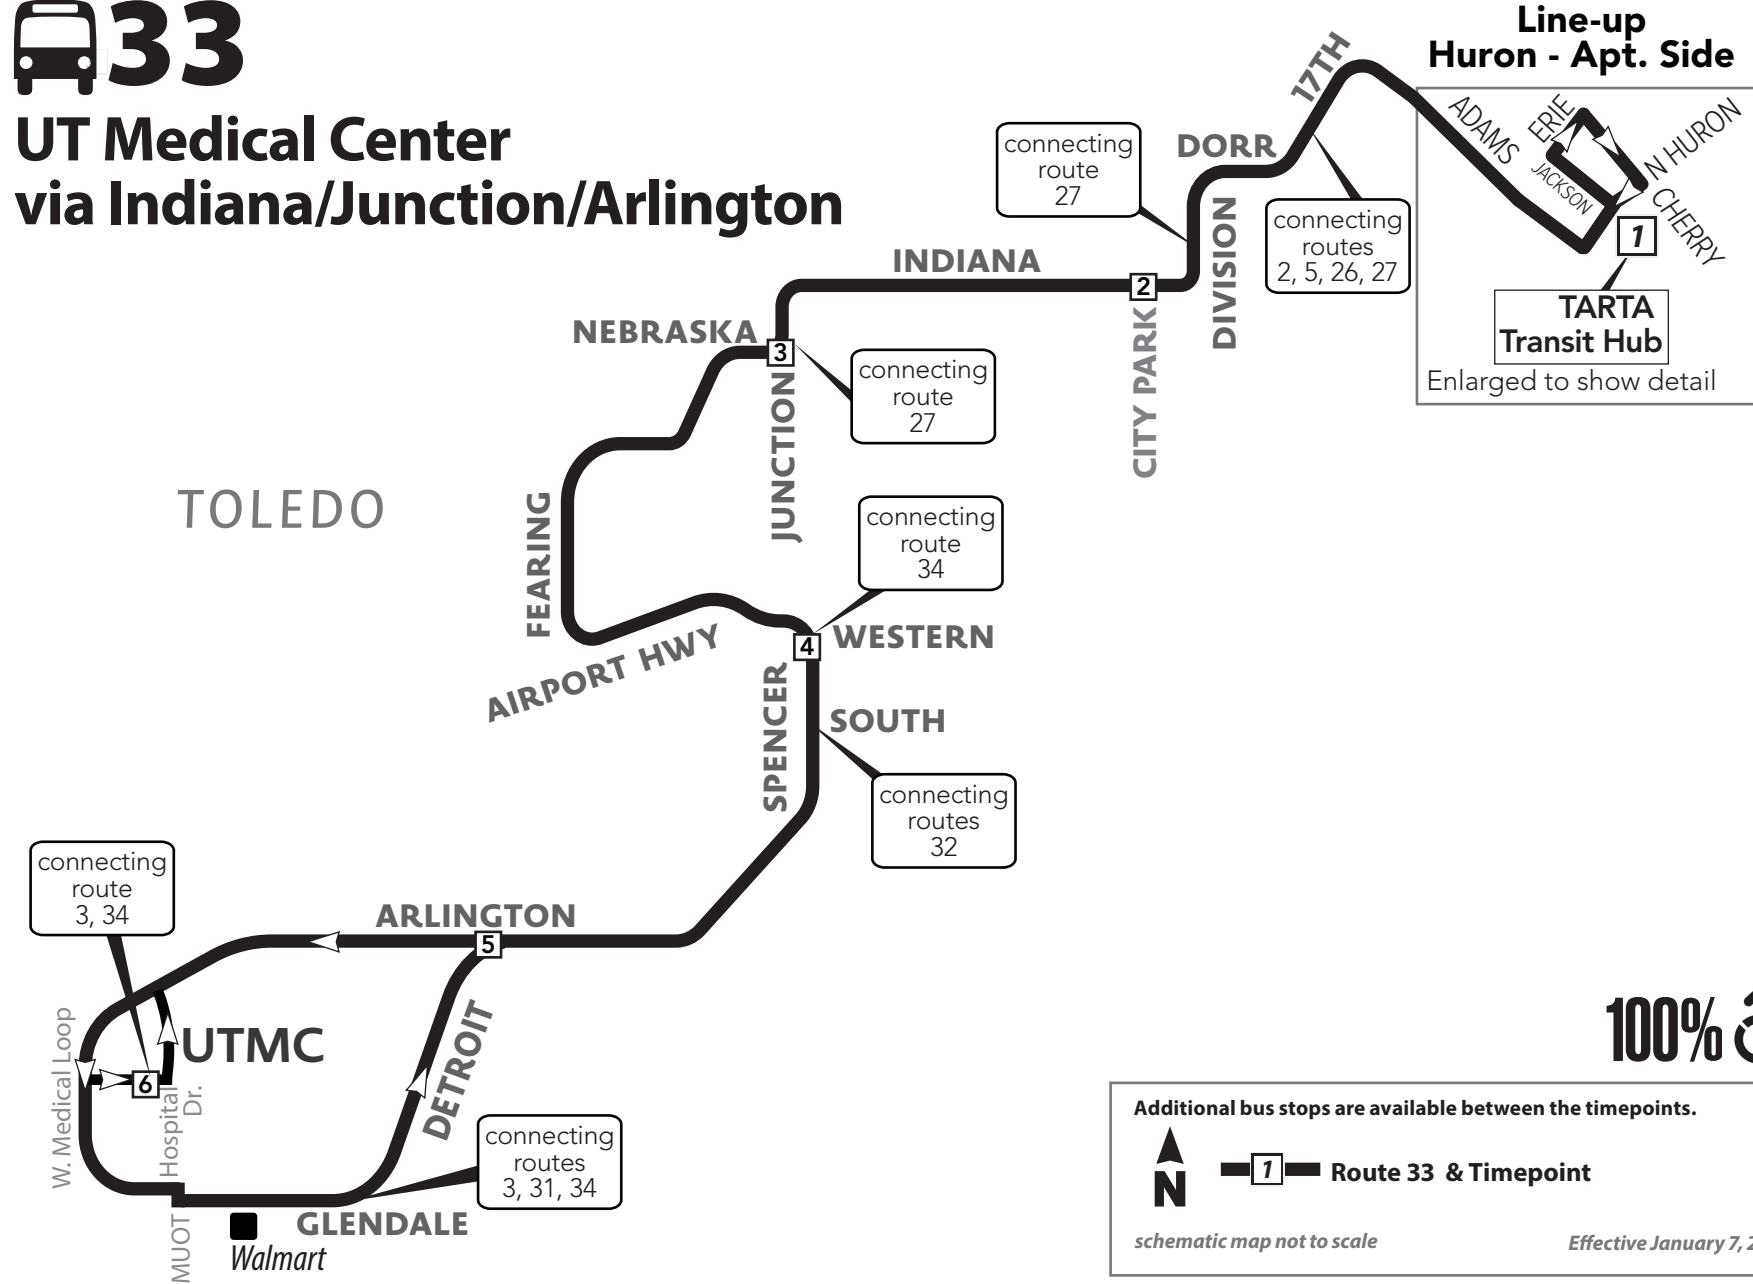 33
UT Medical Center
via Indiana/Junction/Arlington
Line-up
Huron - Apt. Side
17TH
ADAMS
ERIE
JACKSON
N HURON
CHERRY
1
TARTA
Transit Hub
Enlarged to show detail
connecting
route
27
DORR
DIVISION
connecting
routes
2, 5, 26, 27
INDIANA
2
CITY PARK
NEBRASKA
3
JUNCTION
connecting
route
27
TOLEDO
FEARING
connecting
route
34
AIRPORT HWY
4
WESTERN
SPENCER
SOUTH
connecting
routes
32
connecting
route
3, 34
ARLINGTON
5
W. Medical Loop
UTMC
6
Hospital
Dr.
DETROIT
connecting
routes
3, 31, 34
MUOT
GLENDALE
Walmart
100%
Additional bus stops are available between the timepoints.
N
1
Route 33 & Timepoint
schematic map not to scale
Effective January 7, 2